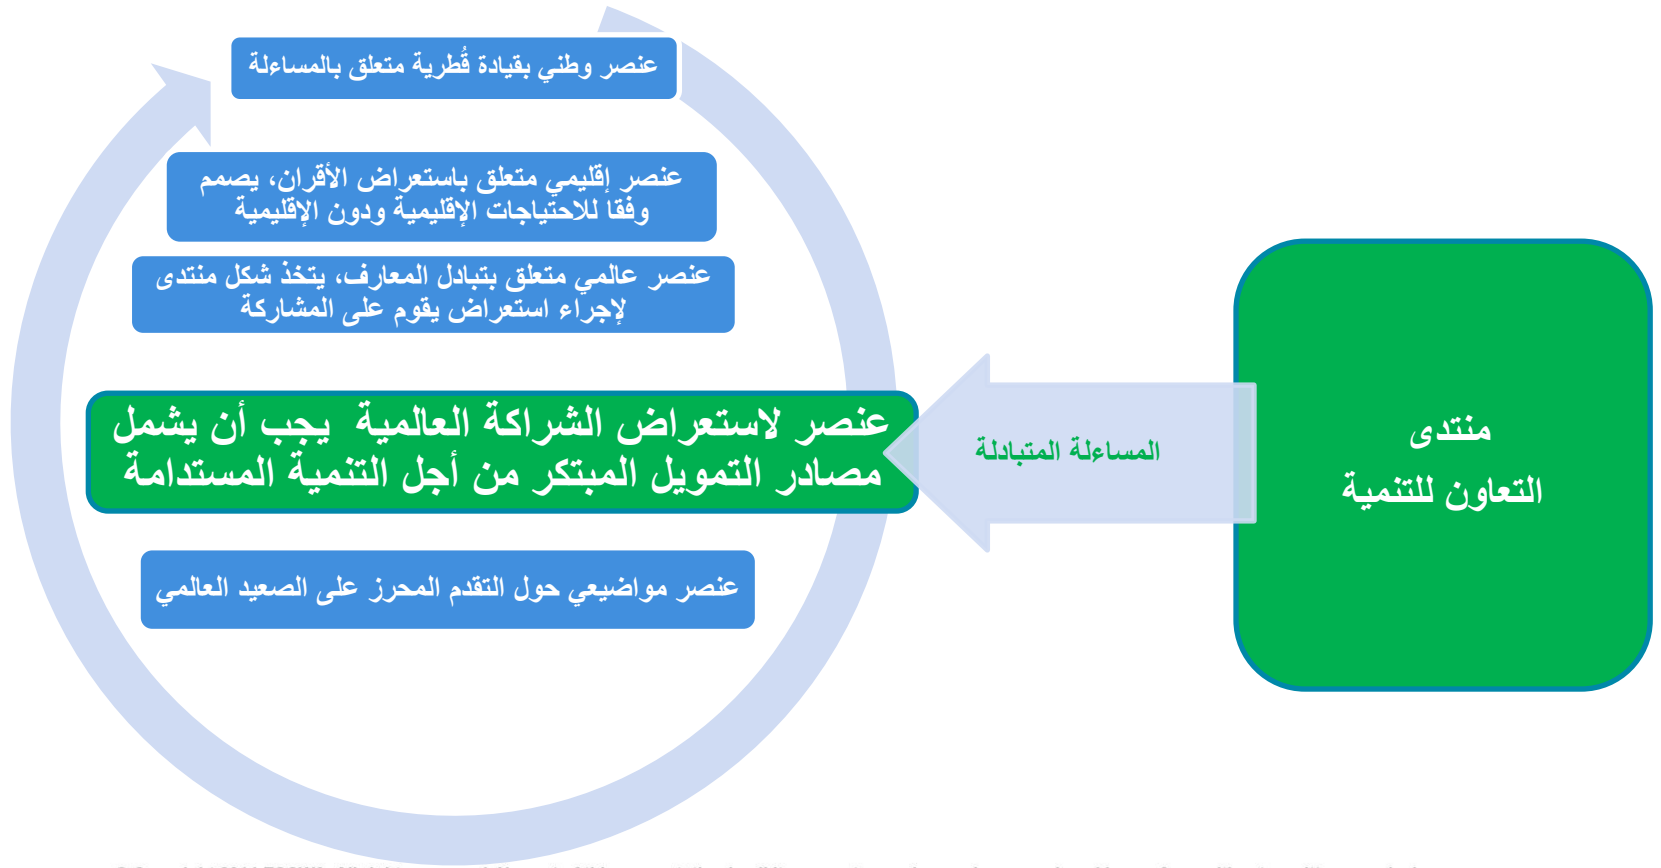 عنصر وطني بقيادة قُطرية متعلق بالمساءلة
عنصر إقليمي متعلق باستعراض الأقران، يصمم
وفقا للاحتياجات الإقليمية ودون الإقليمية
عنصر عالمي متعلق بتبادل المعارف، يتخذ شكل منتدى
لإجراء استعراض يقوم على المشاركة
عنصر لاستعراض الشراكة العالمية يجب أن يشمل
مصادر التمويل المبتكر من أجل التنمية المستدامة
عنصر مواضيعي حول التقدم المحرز على الصعيد العالمي
المساءلة المتبادلة
منتدى
التعاون للتنمية